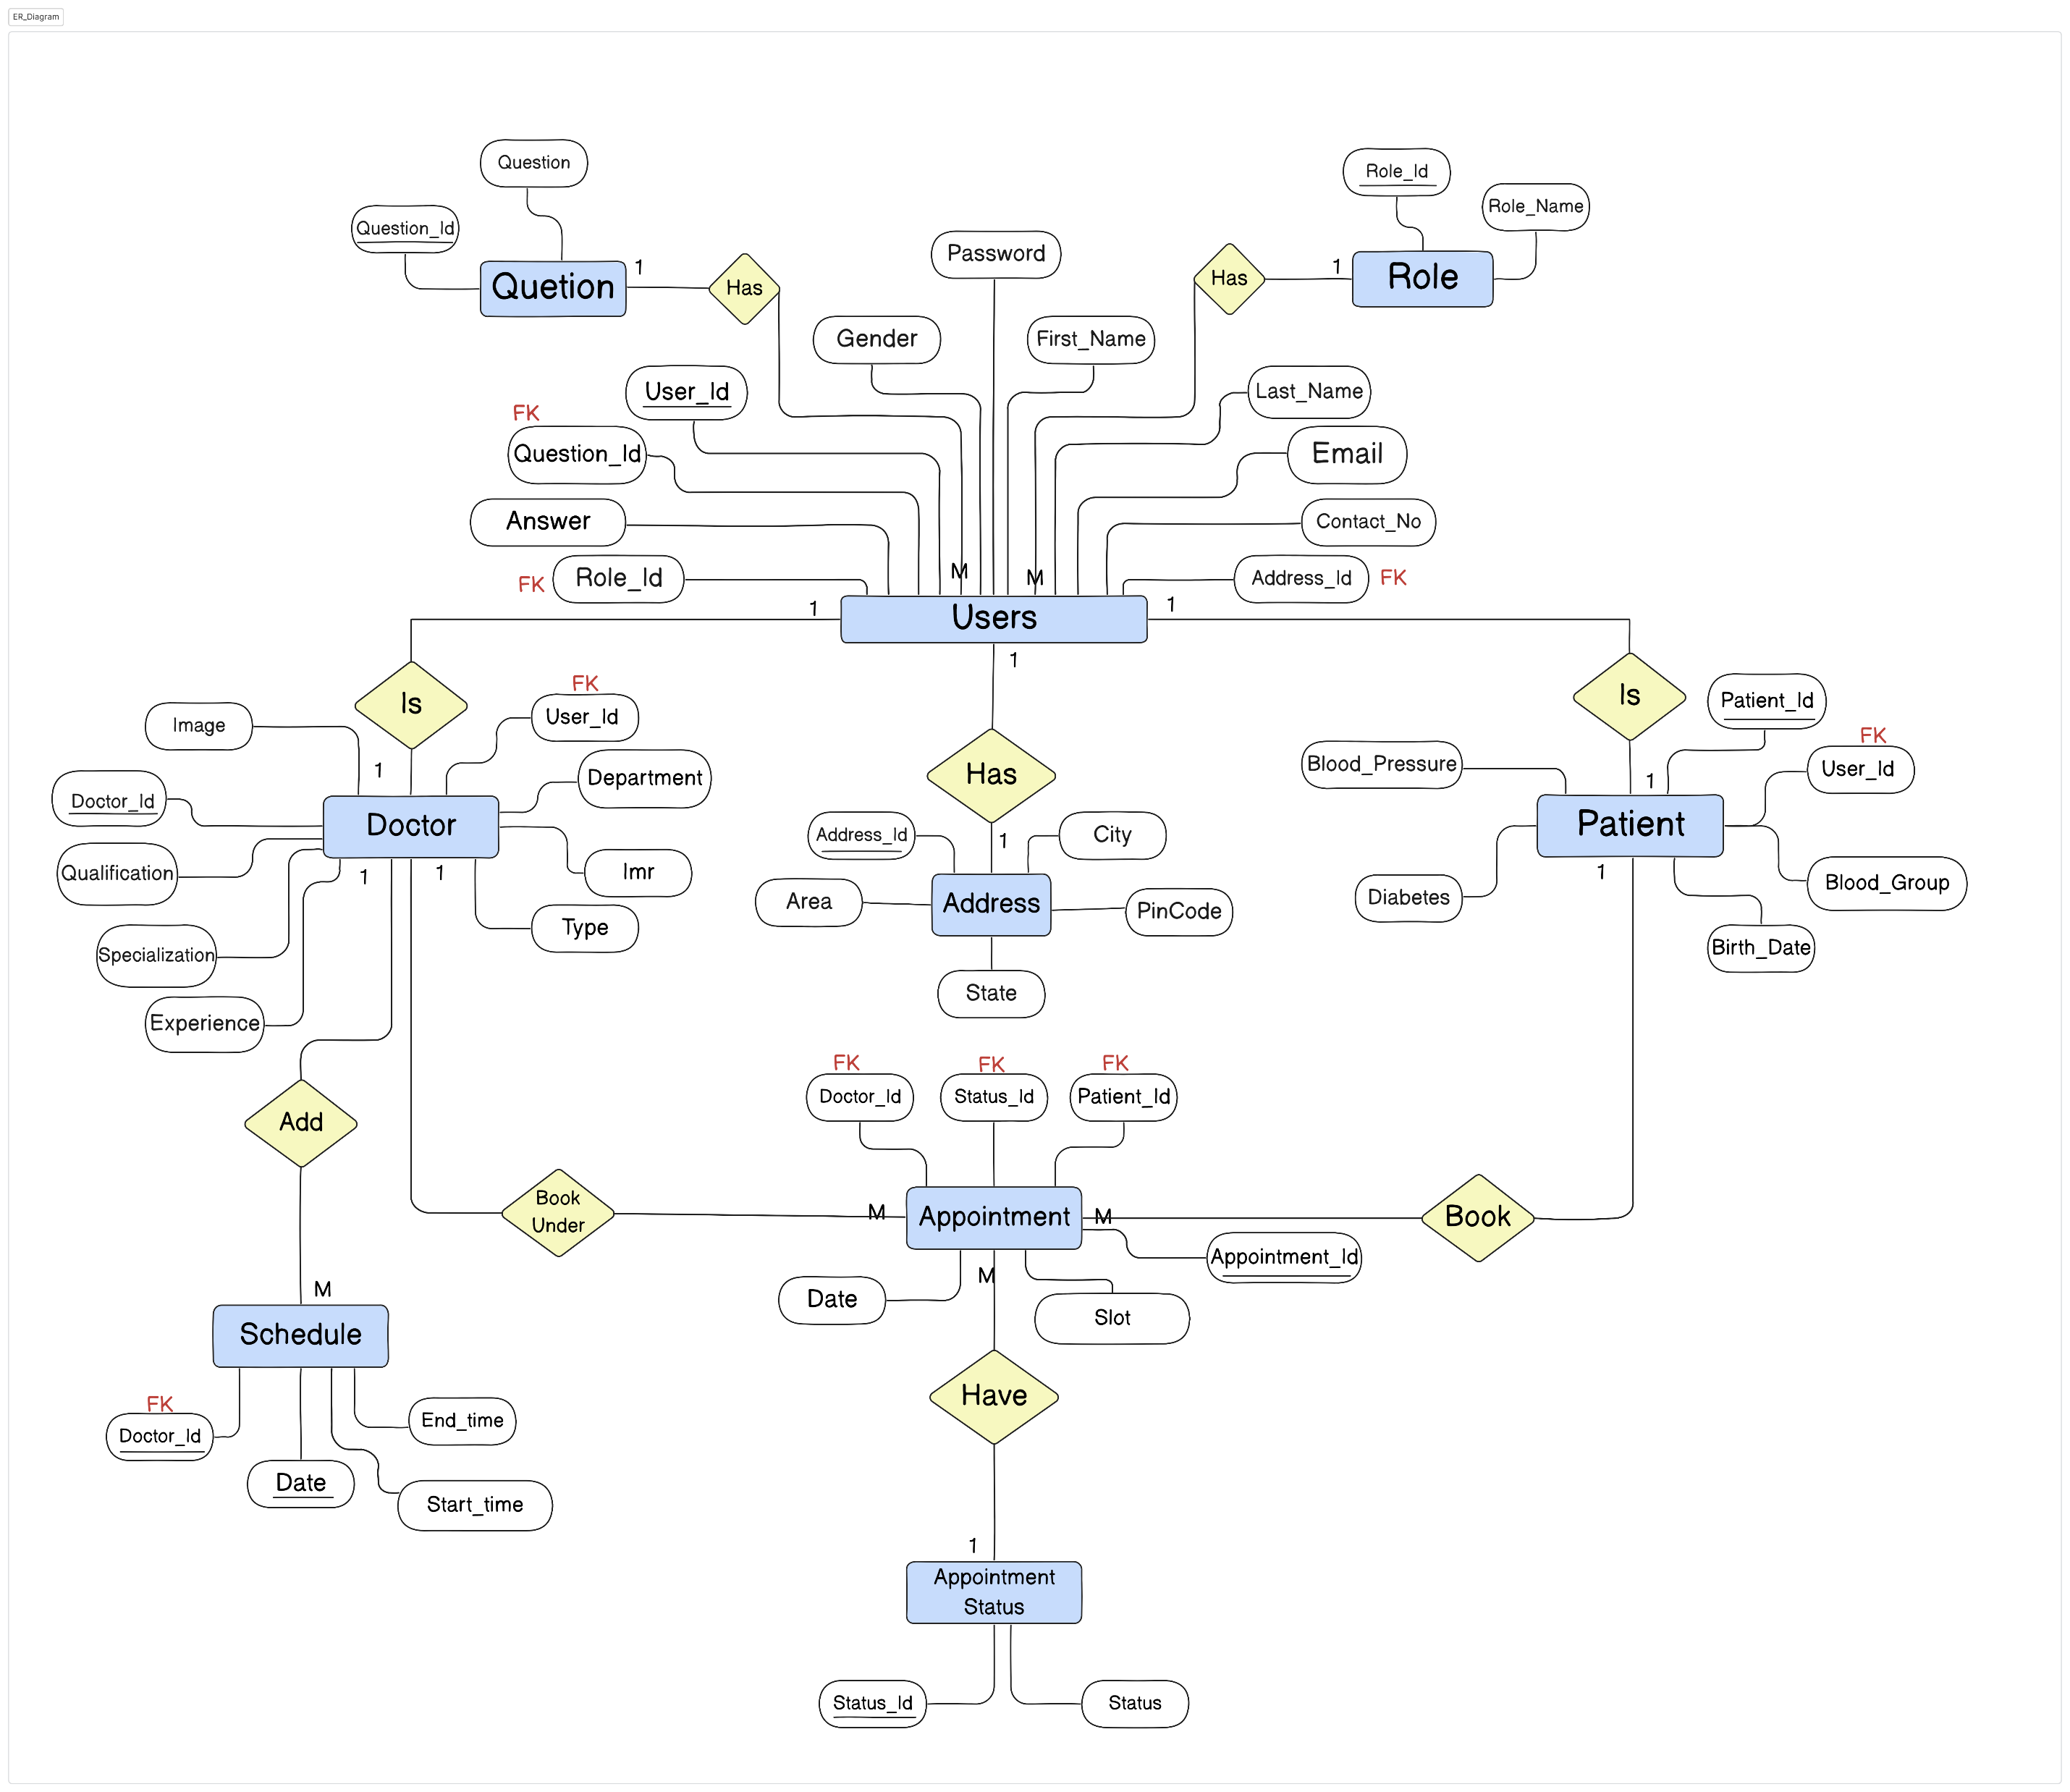 ER_Diagram
Question
Role_Id
Question_Id
Role_Name
Password
Quetion
1
Has
Has
1
Role
Gender
First_Name
User_Id
Last_Name
FK
Question_Id
Email
Answer
Contact_No
FK
Role_Id
M
M
Address_Id
FK
1
Users
1
1
Is
Is
FK
Image
User_Id
Patient_Id
FK
1
Department
Has
Blood_Pressure
1
User_Id
Doctor_Id
Doctor
Address_Id
1
City
Patient
Qualification
1
1
Imr
1
Blood_Group
Area
Address
PinCode
Diabetes
Type
Specialization
Birth_Date
State
Experience
FK
FK
FK
Add
Doctor_Id
Status_Id
Patient_Id
Book
Under
M
Appointment
M
Book
Appointment_Id
M
M
Date
Slot
Schedule
Have
FK
Doctor_Id
End_time
Date
Start_time
1
Appointment
Status
Status_Id
Status